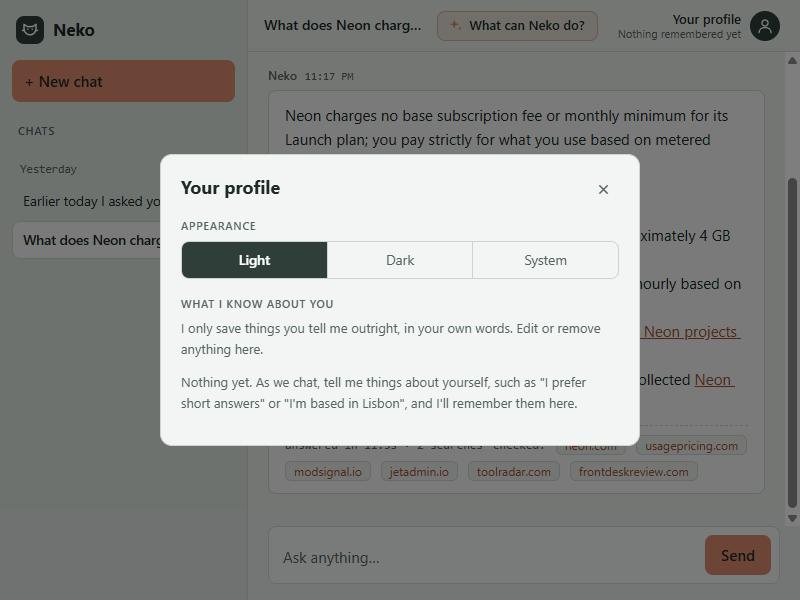 Neko
+ New chat
CHATS
Yesterday
Earlier today I asked yo
What does Neon charg
What does Neon charg...
What can Neko do?
Your profile
Nothing remembered yet
Neko 11:17 PM
Neon charges no base subscription fee or monthly minimum for its
Launch plan; you pay strictly for what you use based on metered
4 GB
hourly based on
Neon projects
Neon
Your profile
×
APPEARANCE
Light
Dark
System
WHAT I KNOW ABOUT YOU
I only save things you tell me outright, in your own words. Edit or remove
anything here.
Nothing yet. As we chat, tell me things about yourself, such as "I prefer
short answers" or "I'm based in Lisbon", and I'll remember them here.
neon.com usagepricing.com
modsignal.io jetadmin.io toolradar.com frontdeskreview.com
Ask anything...
Send